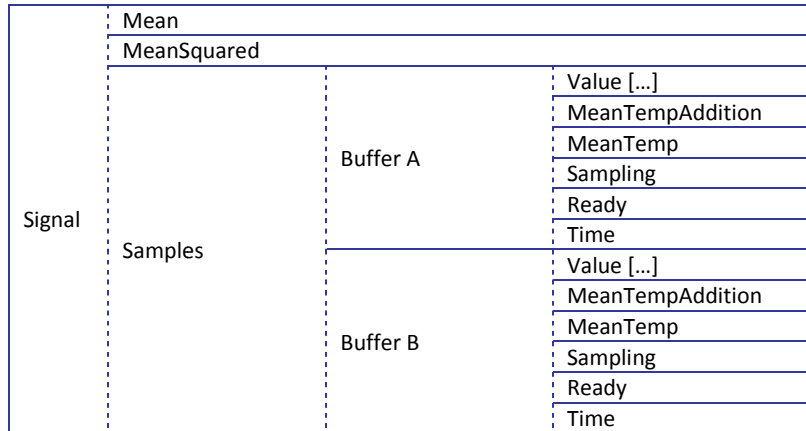 Mean
MeanSquared
Value […]
MeanTempAddition
MeanTemp
Buffer A
Sampling
Ready
Signal
Time
Samples
Value […]
MeanTempAddition
MeanTemp
Buffer B
Sampling
Ready
Time